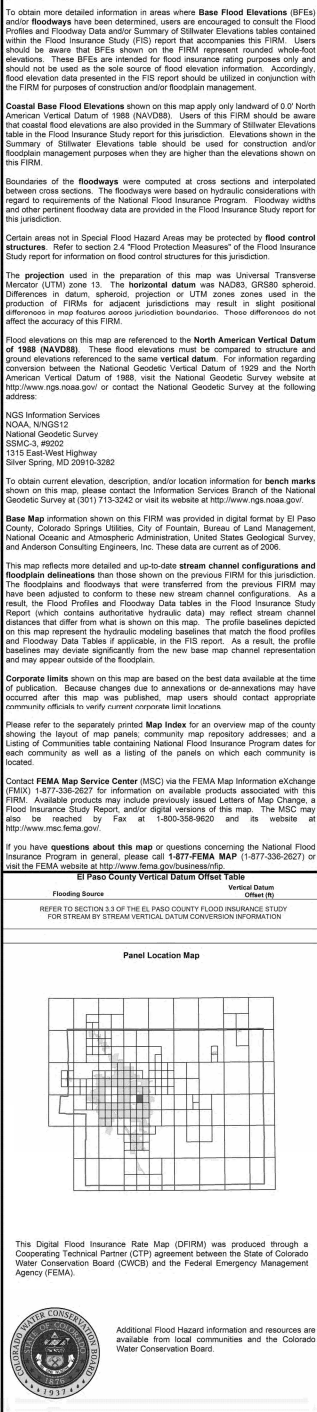 To obtain more detailed information in areas where Base Flood Elevations (BFEs)
and/or floodways have been determined, users are encouraged to consult the Flood
Profiles and Floodway Data and/or Summary of Stillwater Elevations tables contained
within the Flood Insurance Study (FIS) report that accompanies this FIRM. Users
should be aware that BFEs shown on the FIRM represent rounded whole-foot
elevations. These BFEs are intended for flood insurance rating purposes only and
should not be used as the sole source of flood elevation information. Accordingly,
flood elevation data presented in the FIS report should be utilized in conjunction with
the FIRM for purposes of construction and/or floodplain management.
Coastal Base Flood Elevations shown on this map apply only landward of 0.0' North
American Vertical Datum of 1988 (NAVD88). Users of this FIRM should be aware
that coastal flood elevations are also provided in the Summary of Stillwater Elevations
table in the Flood Insurance Study report for this jurisdiction. Elevations shown in the
Summary of Stillwater Elevations table should be used for construction and/or
floodplain management purposes when they are higher than the elevations shown on
this FIRM.
Boundaries of the floodways were computed at cross sections and interpolated
between cross sections. The floodways were based on hydraulic considerations with
regard to requirements of the National Flood Insurance Program. Floodway widths
and other pertinent floodway data are provided in the Flood Insurance Study report for
this jurisdiction.
Certain areas not in Special Flood Hazard Areas may be protected by flood control
structures. Refer to section 2.4 "Flood Protection Measures" of the Flood Insurance
Study report for information on flood control structures for this jurisdiction.
The projection used in the preparation of this map was Universal Transverse
Mercator (UTM) zone 13. The horizontal datum was NAD83, GRS80 spheroid.
Differences in datum, spheroid, projection or UTM zones zones used in the
production of FIRMs for adjacent jurisdictions may result in slight positional
differences in map features across jurisdiction boundaries. These differences do not
affect the accuracy of this FIRM.
Flood elevations on this map are referenced to the North American Vertical Datum
of 1988 (NAVD88). These flood elevations must be compared to structure and
ground elevations referenced to the same vertical datum. For information regarding
conversion between the National Geodetic Vertical Datum of 1929 and the North
American Vertical Datum of 1988, visit the National Geodetic Survey website at
http://www.ngs.noaa.gov/ or contact the National Geodetic Survey at the following
address:
NGS Information Services
NOAA, N/NGS12
National Geodetic Survey
SSMC-3, #9202
1315 East-West Highway
Silver Spring, MD 20910-3282
To obtain current elevation, description, and/or location information for bench marks
shown on this map, please contact the Information Services Branch of the National
Geodetic Survey at (301) 713-3242 or visit its website at http://www.ngs.noaa.gov/.
Base Map information shown on this FIRM was provided in digital format by El Paso
County, Colorado Springs Utilities, City of Fountain, Bureau of Land Management,
National Oceanic and Atmospheric Administration, United States Geological Survey,
and Anderson Consulting Engineers, Inc. These data are current as of 2006.
This map reflects more detailed and up-to-date stream channel configurations and
floodplain delineations than those shown on the previous FIRM for this jurisdiction.
The floodplains and floodways that were transferred from the previous FIRM may
have been adjusted to conform to these new stream channel configurations. As a
result, the Flood Profiles and Floodway Data tables in the Flood Insurance Study
Report (which contains authoritative hydraulic data) may reflect stream channel
distances that differ from what is shown on this map. The profile baselines depicted
on this map represent the hydraulic modeling baselines that match the flood profiles
and Floodway Data Tables if applicable, in the FIS report. As a result, the profile
baselines may deviate significantly from the new base map channel representation
and may appear outside of the floodplain.
Corporate limits shown on this map are based on the best data available at the time
of publication. Because changes due to annexations or de-annexations may have
occurred after this map was published, map users should contact appropriate
community officials to verify current corporate limit locations.
Please refer to the separately printed Map Index for an overview map of the county
showing the layout of map panels; community map repository addresses; and a
Listing of Communities table containing National Flood Insurance Program dates for
each community as well as a listing of the panels on which each community is
located.
Contact FEMA Map Service Center (MSC) via the FEMA Map Information eXchange
(FMIX) 1-877-336-2627 for information on available products associated with this
FIRM. Available products may include previously issued Letters of Map Change, a
Flood Insurance Study Report, and/or digital versions of this map. The MSC may
also be reached by Fax at 1-800-358-9620 and its website at
http://www.msc.fema.gov/.
If you have questions about this map or questions concerning the National Flood
Insurance Program in general, please call 1-877-FEMA MAP (1-877-336-2627) or
visit the FEMA website at http://www.fema.gov/business/nfip.
El Paso County Vertical Datum Offset Table
Vertical Datum
Flooding Source Offset (ft)
REFER TO SECTION 3.3 OF THE EL PASO COUNTY FLOOD INSURANCE STUDY
FOR STREAM BY STREAM VERTICAL DATUM CONVERSION INFORMATION
Panel Location Map
This Digital Flood Insurance Rate Map (DFIRM) was produced through a
Cooperating Technical Partner (CTP) agreement between the State of Colorado
Water Conservation Board (CWCB) and the Federal Emergency Management
Agency (FEMA).
COLORADO WATER CONSERVATION BOARD
1876
1937
Additional Flood Hazard information and resources are
available from local communities and the Colorado
Water Conservation Board.